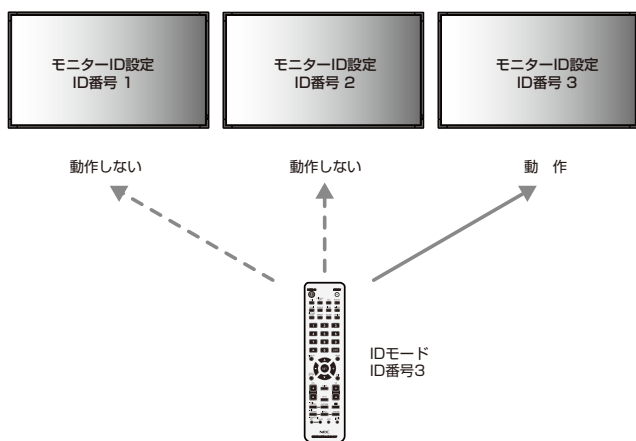 モニターID設定
ID番号 1
モニターID設定
ID番号 2
モニターID設定
ID番号 3
動作しない
動作しない
動 作
IDモード
ID番号3
NEC